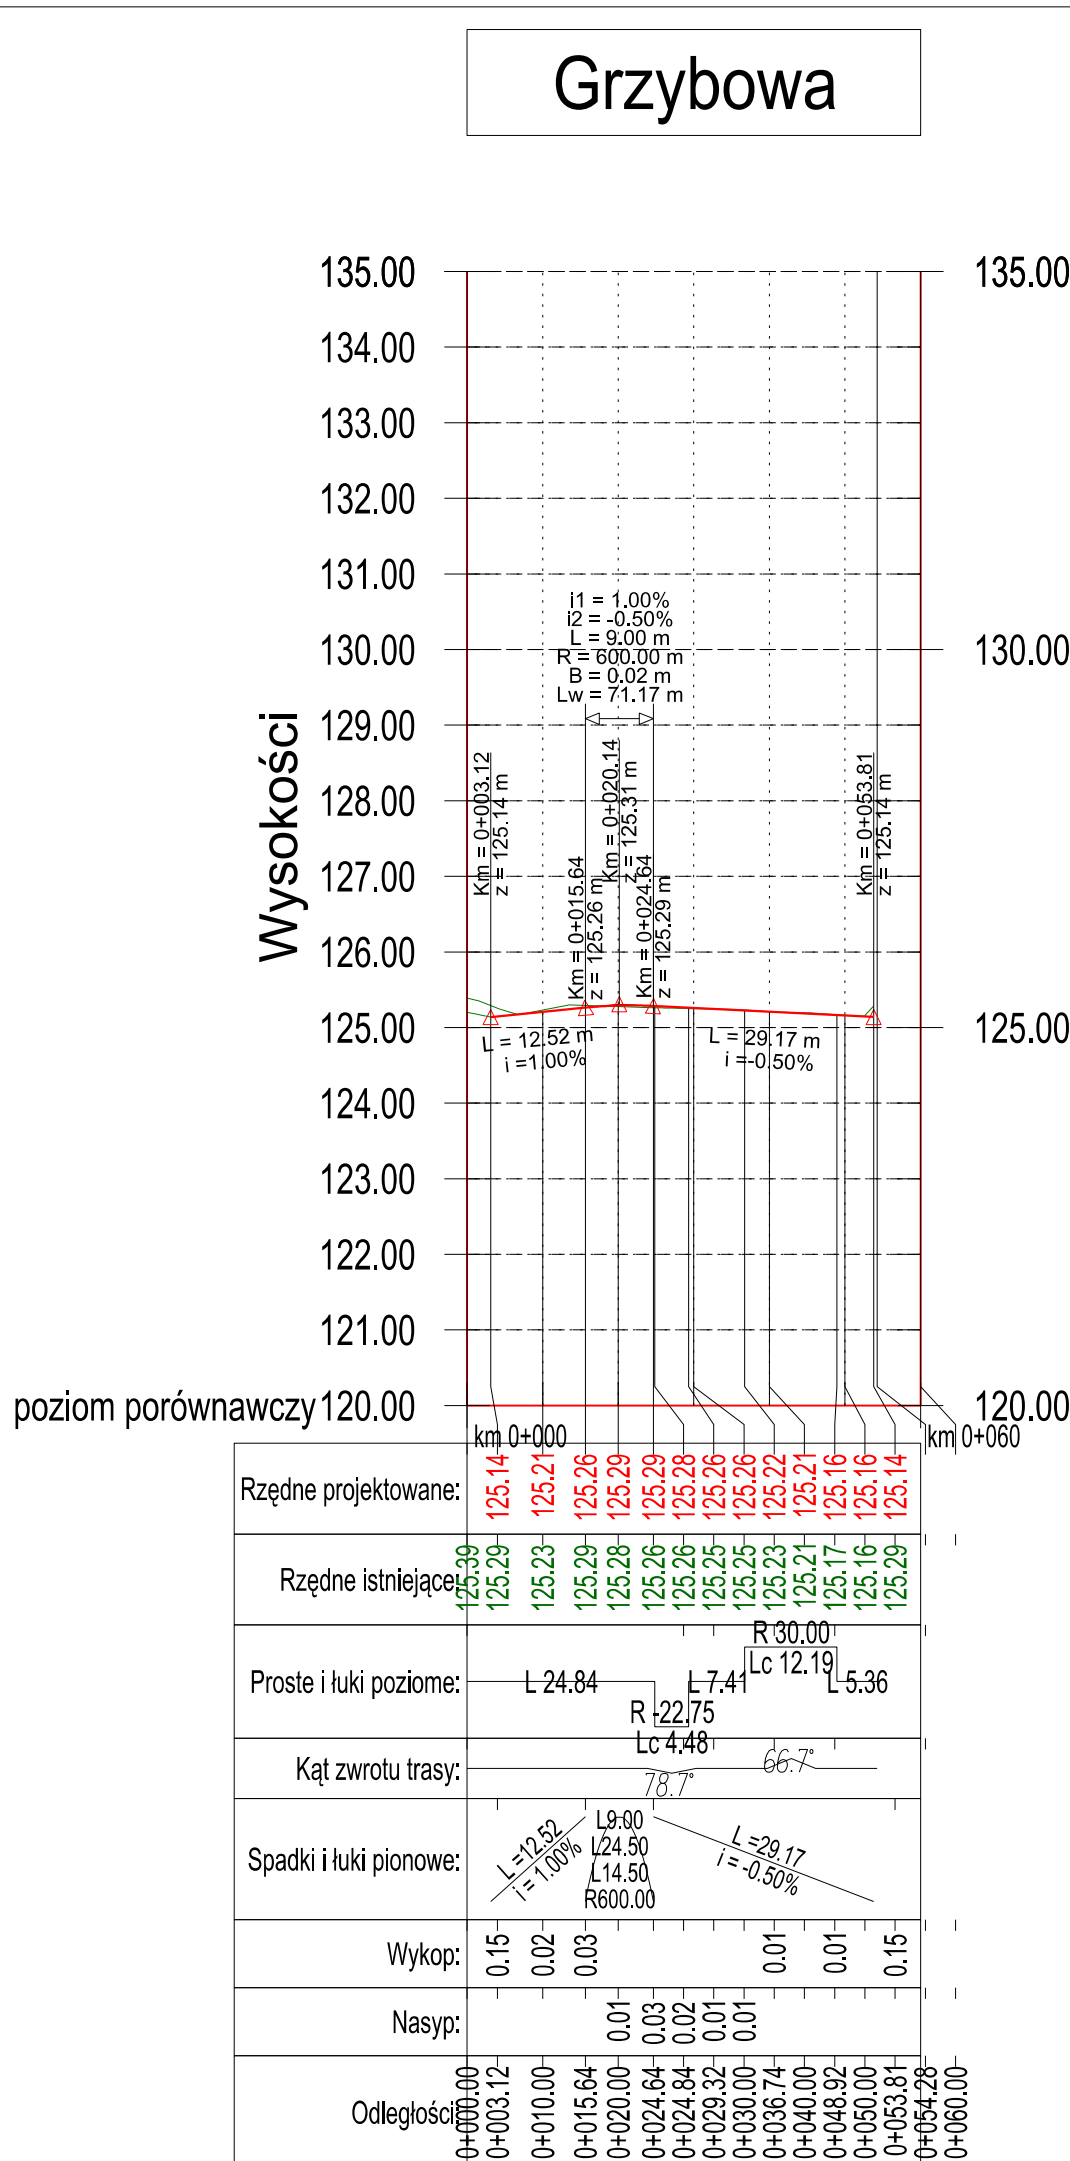 Grzybowa
135.00 135.00
134.00
133.00
132.00
131.00
i1 = 1.00%
i2 = -0.50%
L = 9.00 m
R = 600.00 m
B = 0.02 m
Lw = 71.17 m
130.00 130.00
129.00
128.00
127.00
126.00
Wysokości
Km = 0+003.12
z = 125.14 m
Km = 0+015.64
z = 125.26 m
Km = 0+020.14
z = 125.31 m
Km = 0+024.64
z = 125.29 m
Km = 0+053.81
z = 125.14 m
125.00 125.00
L = 12.52 m
i =1.00%
L = 29.17 m
i =-0.50%
124.00
123.00
122.00
121.00
poziom porównawczy 120.00 120.00
km 0+000 km 0+060
Rzędne projektowane: 125.14 125.21 125.26 125.29 125.29 125.28 125.26 125.26 125.22 125.21 125.16 125.16 125.14
Rzędne istniejące: 125.39 125.29 125.23 125.29 125.28 125.26 125.26 125.25 125.25 125.23 125.21 125.17 125.16 125.29
Proste i łuki poziome: L 24.84
R -22.75
Lc 4.48
L 7.41
R 30.00
Lc 12.19
L 5.36
Kąt zwrotu trasy: 78.7° 66.7°
Spadki i łuki pionowe:
L =12.52
i = 1.00%
L9.00
L24.50
L14.50
R600.00
L =29.17
i = -0.50%
Wykop: 0.15 0.02 0.03 0.01 0.01 0.15
Nasyp: 0.01 0.03 0.02 0.01 0.01
Odległości: 0+000.00 0+003.12 0+010.00 0+015.64 0+020.00 0+024.64 0+024.84 0+029.32 0+030.00 0+036.74 0+040.00 0+048.92 0+050.00 0+053.81 0+054.28 0+060.00